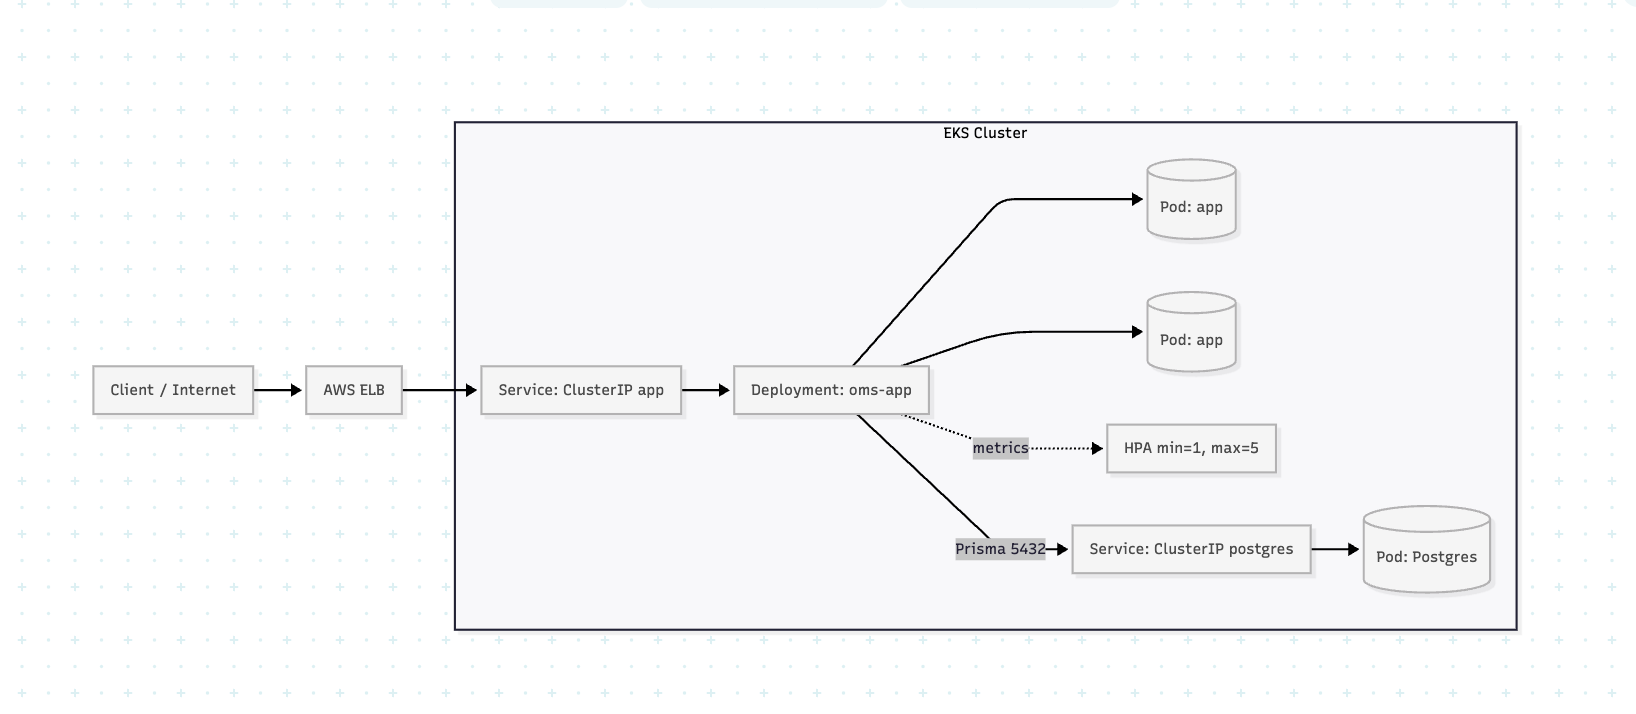 EKS Cluster
Pod: app
Pod: app
Client / Internet
AWS ELB
Service: ClusterIP app
Deployment: oms-app
metrics
HPA min=1, max=5
Prisma 5432
Service: ClusterIP postgres
Pod: Postgres